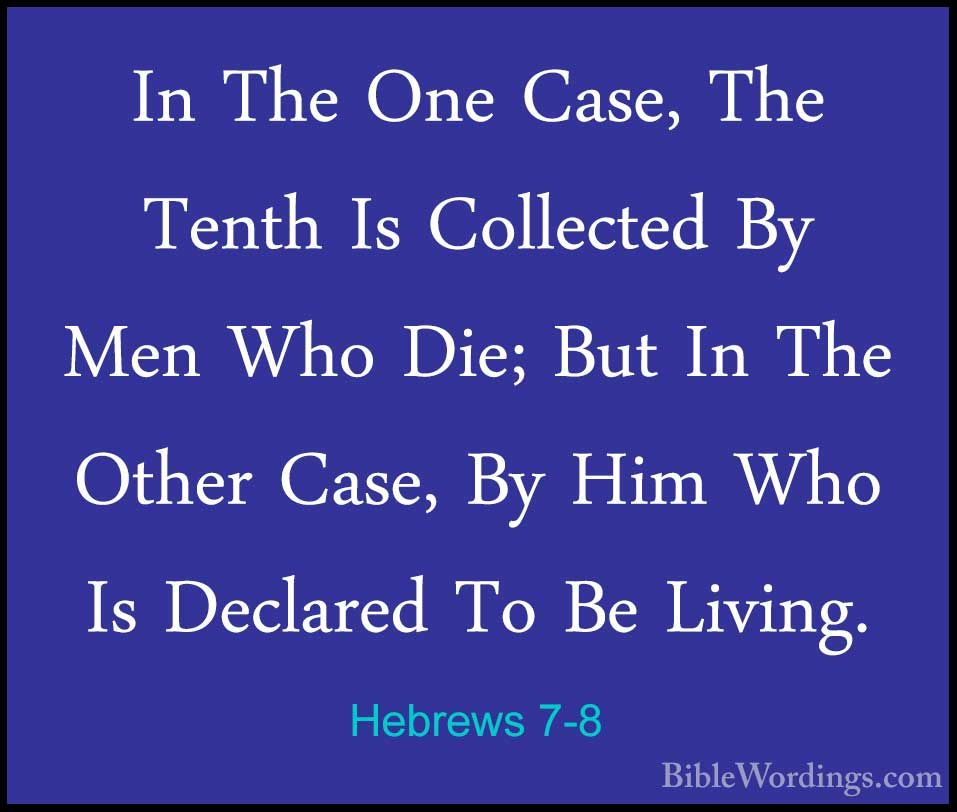 In The One Case, The
Tenth Is Collected By
Men Who Die; But In The
Other Case, By Him Who
Is Declared To Be Living.
Hebrews 7-8
BibleWordings.com